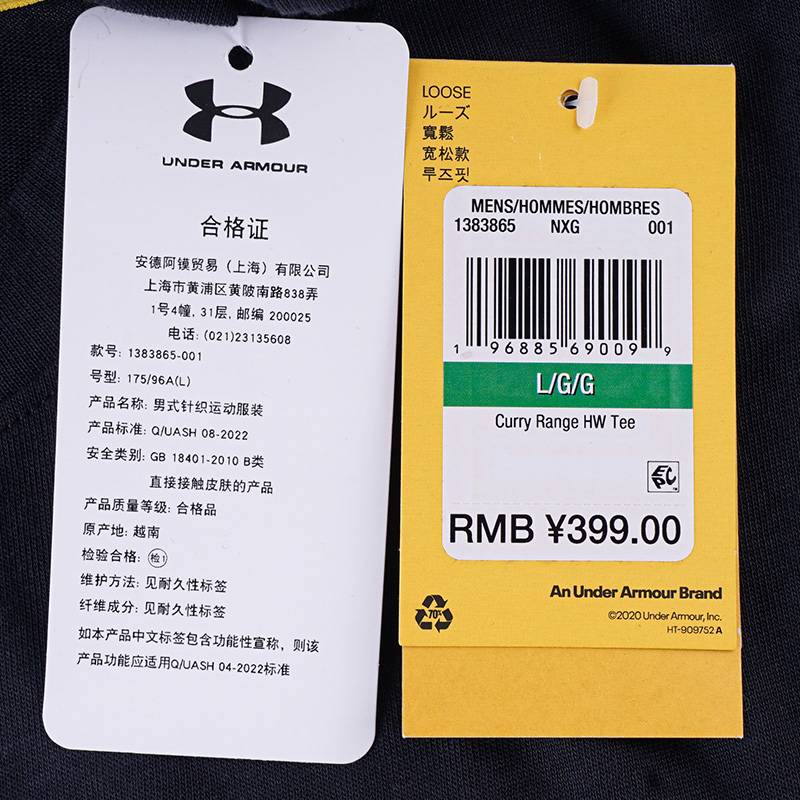 UNDER ARMOUR
合格证
安德阿镆贸易（上海）有限公司
上海市黄浦区黄陂南路838弄
1号4幢, 31层, 邮编 200025
电话: (021)23135608
款号: 1383865-001
号型: 175/96A(L)
产品名称: 男式针织运动服装
产品标准: Q/UASH 08-2022
安全类别: GB 18401-2010 B类
直接接触皮肤的产品
产品质量等级: 合格品
原产地: 越南
检验合格: 检1
维护方法: 见耐久性标签
纤维成分: 见耐久性标签
如本产品中文标签包含功能性宣称，则该
产品功能应适用Q/UASH 04-2022标准
LOOSE
ルーズ
寬鬆
宽松款
루즈핏
MENS/HOMMES/HOMBRES
1383865 NXG 001
1 96885 69009 9
L/G/G
Curry Range HW Tee
EPC™
RMB ¥399.00
An Under Armour Brand
©2020 Under Armour, Inc.
HT-909752 A
70%